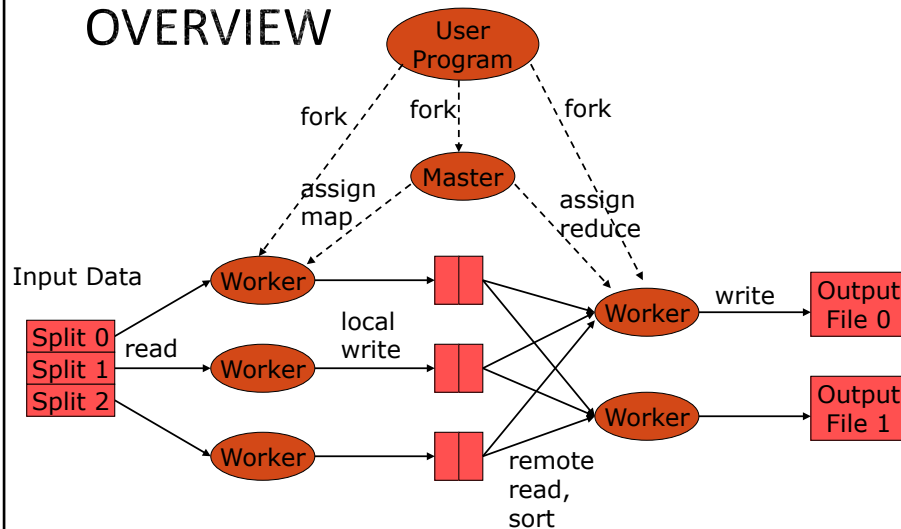 OVERVIEW
User
Program
fork
fork
fork
Master
assign
map
assign
reduce
Input Data
Worker
Split 0
Split 1
Split 2
read
Worker
Worker
local
write
Worker
write
Output
File 0
Worker
Output
File 1
remote
read,
sort